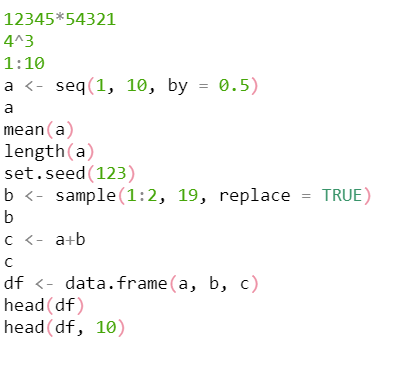 12345*54321
4^3
1:10
a <- seq(1, 10, by = 0.5)
a
mean(a)
length(a)
set.seed(123)
b <- sample(1:2, 19, replace = TRUE)
b
c <- a+b
c
df <- data.frame(a, b, c)
head(df)
head(df, 10)